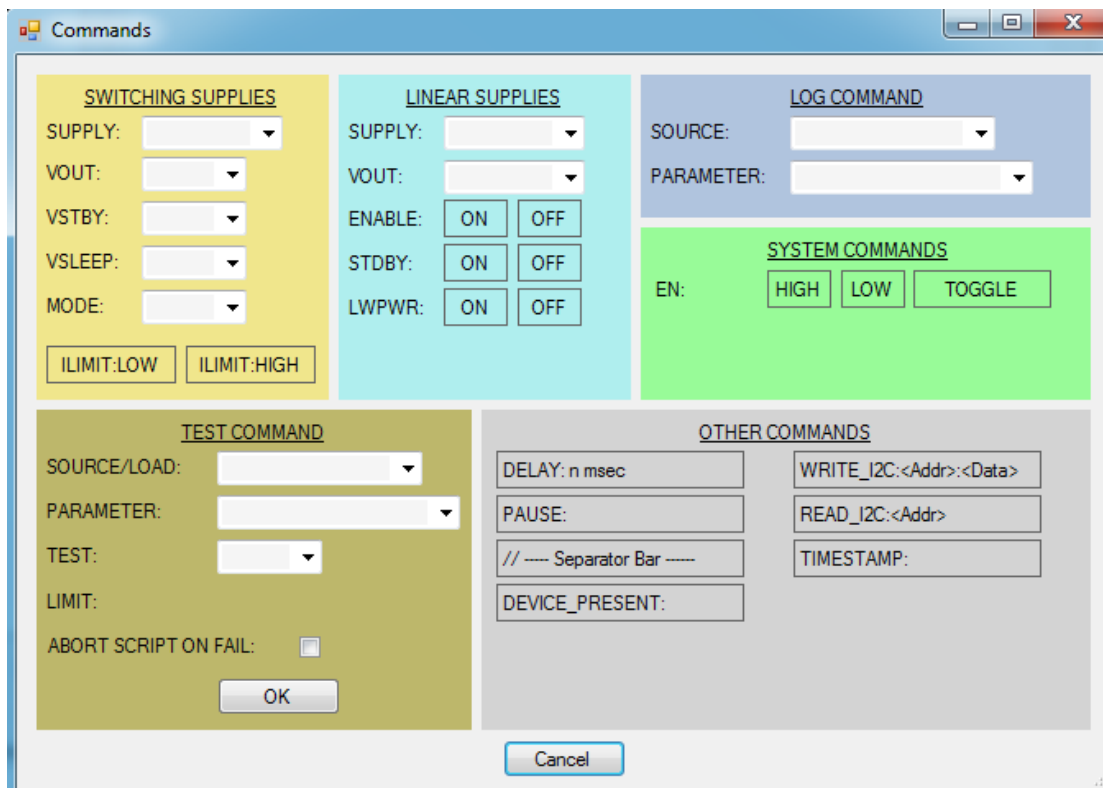 Commands
SWITCHING SUPPLIES
SUPPLY:
VOUT:
VSTBY:
VSLEEP:
MODE:
ILIMIT:LOW ILIMIT:HIGH
LINEAR SUPPLIES
SUPPLY:
VOUT:
ENABLE: ON OFF
STDBY: ON OFF
LWPWR: ON OFF
LOG COMMAND
SOURCE:
PARAMETER:
SYSTEM COMMANDS
EN: HIGH LOW TOGGLE
TEST COMMAND
SOURCE/LOAD:
PARAMETER:
TEST:
LIMIT:
ABORT SCRIPT ON FAIL:
OK
OTHER COMMANDS
DELAY: n msec
PAUSE:
// ----- Separator Bar ------
DEVICE_PRESENT:
WRITE_I2C:<Addr>:<Data>
READ_I2C:<Addr>
TIMESTAMP:
Cancel